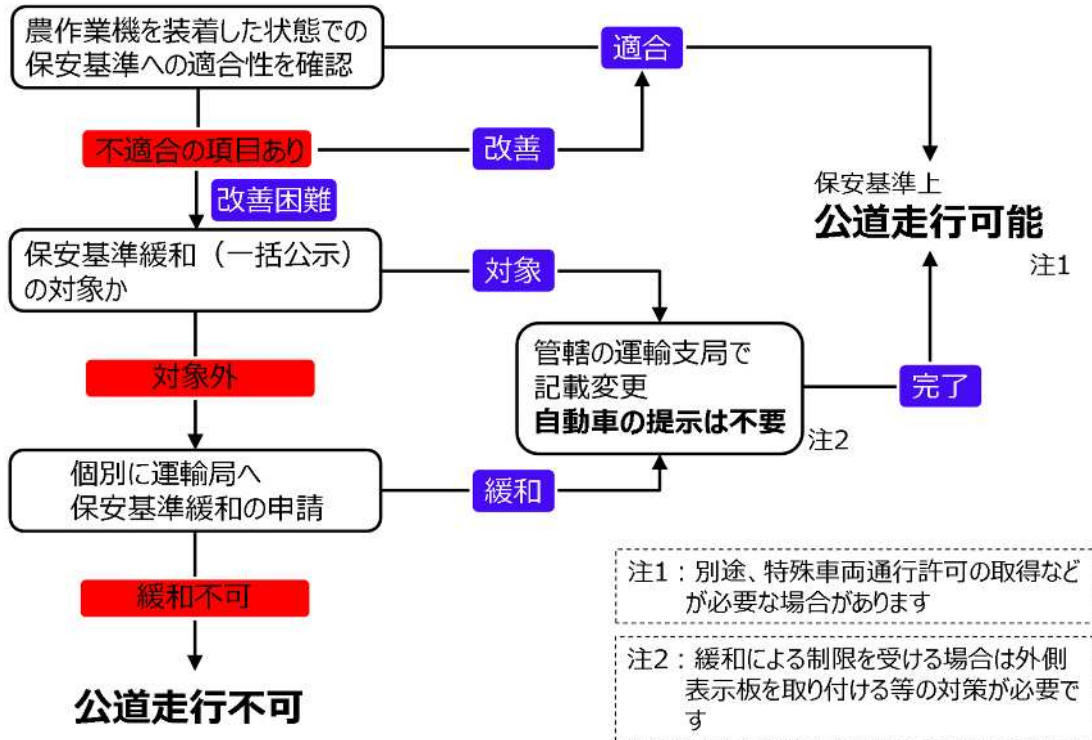 農作業機を装着した状態での
保安基準への適合性を確認
適合
不適合の項目あり
改善
改善困難
保安基準上
公道走行可能
注1
保安基準緩和（一括公示）
の対象か
対象
管轄の運輸支局で
記載変更
自動車の提示は不要
注2
完了
対象外
個別に運輸局へ
保安基準緩和の申請
緩和
緩和不可
公道走行不可
注1：別途、特殊車両通行許可の取得など
が必要な場合があります
注2：緩和による制限を受ける場合は外側
表示板を取り付ける等の対策が必要で
す